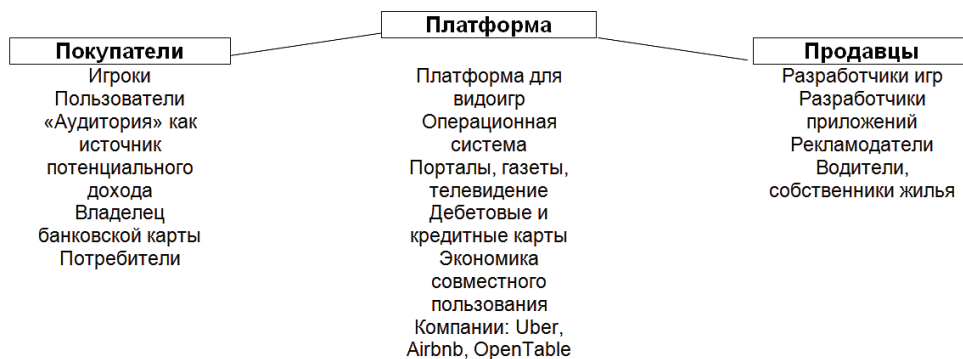 Платформа
Покупатели
Игроки
Пользователи
«Аудитория» как
источник
потенциального
дохода
Владелец
банковской карты
Потребители
Платформа для
видоигр
Операционная
система
Порталы, газеты,
телевидение
Дебетовые и
кредитные карты
Экономика
совместного
пользования
Компании: Uber,
Airbnb, OpenTable
Продавцы
Разработчики игр
Разработчики
приложений
Рекламодатели
Водители,
собственники жилья